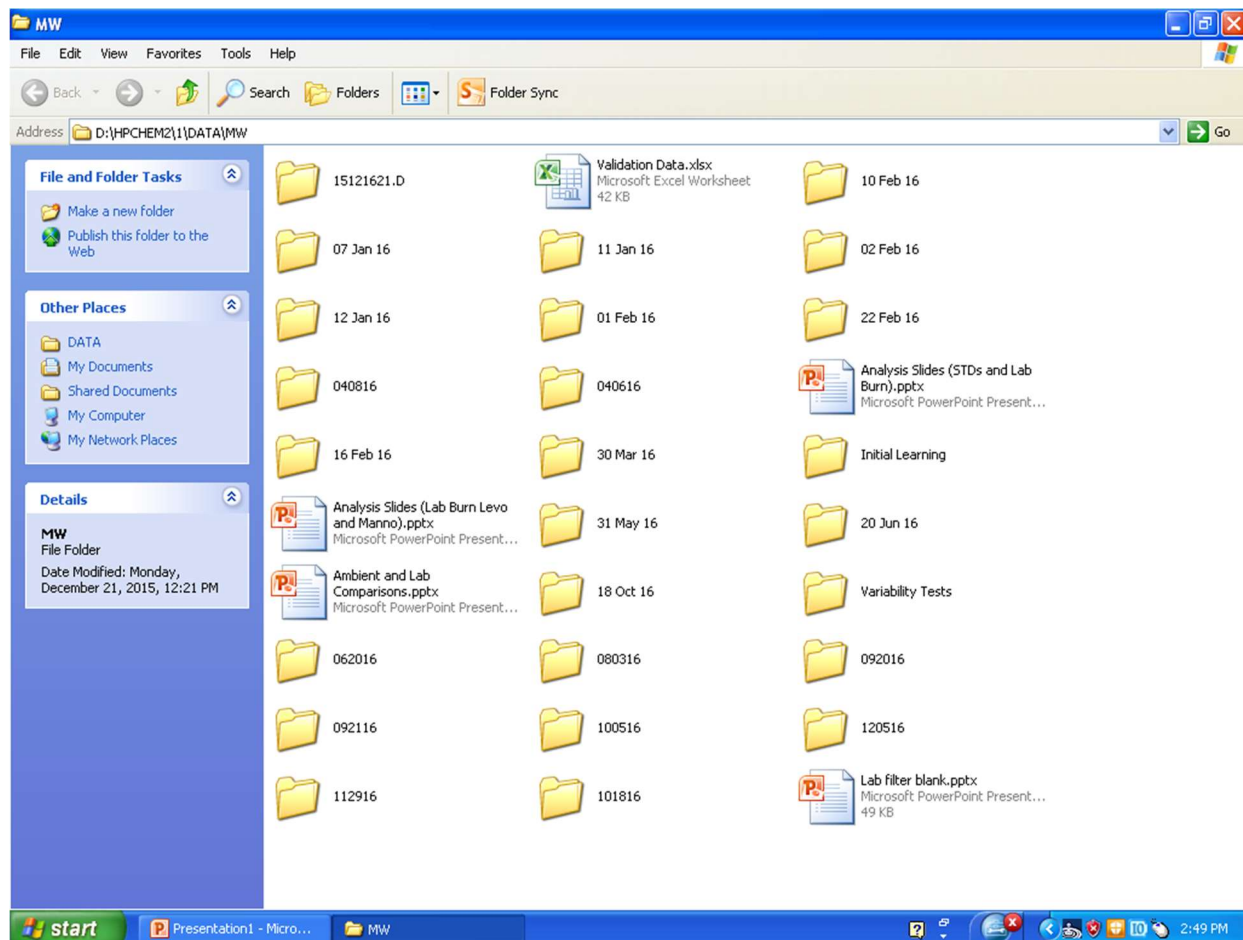 MW
File Edit View Favorites Tools Help
Back Search Folders Folder Sync
Address D:\HPCHEM2\1\DATA\MW Go
File and Folder Tasks
Make a new folder
Publish this folder to the
Web
Other Places
DATA
My Documents
Shared Documents
My Computer
My Network Places
Details
MW
File Folder
Date Modified: Monday,
December 21, 2015, 12:21 PM
15121621.D
Validation Data.xlsx
Microsoft Excel Worksheet
42 KB
10 Feb 16
07 Jan 16
11 Jan 16
02 Feb 16
12 Jan 16
01 Feb 16
22 Feb 16
040816
040616
Analysis Slides (STDs and Lab
Burn).pptx
Microsoft PowerPoint Present...
16 Feb 16
30 Mar 16
Initial Learning
Analysis Slides (Lab Burn Levo
and Manno).pptx
Microsoft PowerPoint Present...
31 May 16
20 Jun 16
Ambient and Lab
Comparisons.pptx
Microsoft PowerPoint Present...
18 Oct 16
Variability Tests
062016
080316
092016
092116
100516
120516
112916
101816
Lab filter blank.pptx
Microsoft PowerPoint Present...
49 KB
start Presentation1 - Micro... MW 2:49 PM